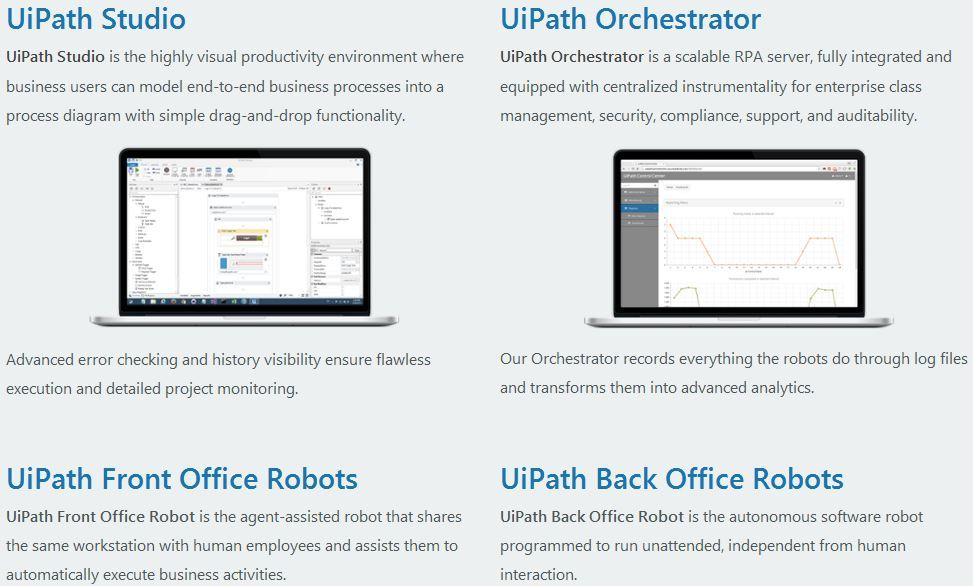 UiPath Studio
UiPath Studio is the highly visual productivity environment where
business users can model end-to-end business processes into a
process diagram with simple drag-and-drop functionality.
Advanced error checking and history visibility ensure flawless
execution and detailed project monitoring.
UiPath Orchestrator
UiPath Orchestrator is a scalable RPA server, fully integrated and
equipped with centralized instrumentality for enterprise class
management, security, compliance, support, and auditability.
UiPath Control Center
Our Orchestrator records everything the robots do through log files
and transforms them into advanced analytics.
UiPath Front Office Robots
UiPath Front Office Robot is the agent-assisted robot that shares
the same workstation with human employees and assists them to
automatically execute business activities.
UiPath Back Office Robots
UiPath Back Office Robot is the autonomous software robot
programmed to run unattended, independent from human
interaction.